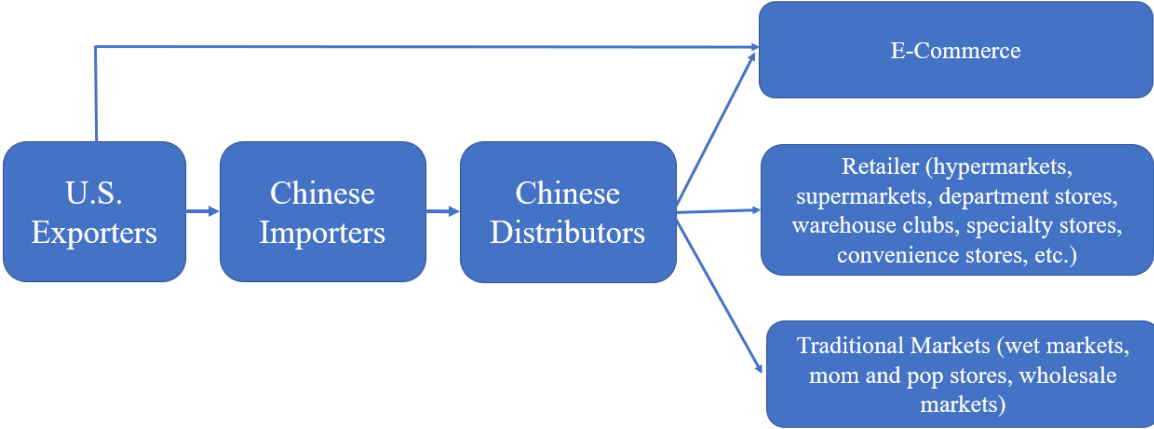 E-Commerce
U.S.
Exporters
Chinese
Importers
Chinese
Distributors
Retailer (hypermarkets,
supermarkets, department stores,
warehouse clubs, specialty stores,
convenience stores, etc.)
Traditional Markets (wet markets,
mom and pop stores, wholesale
markets)